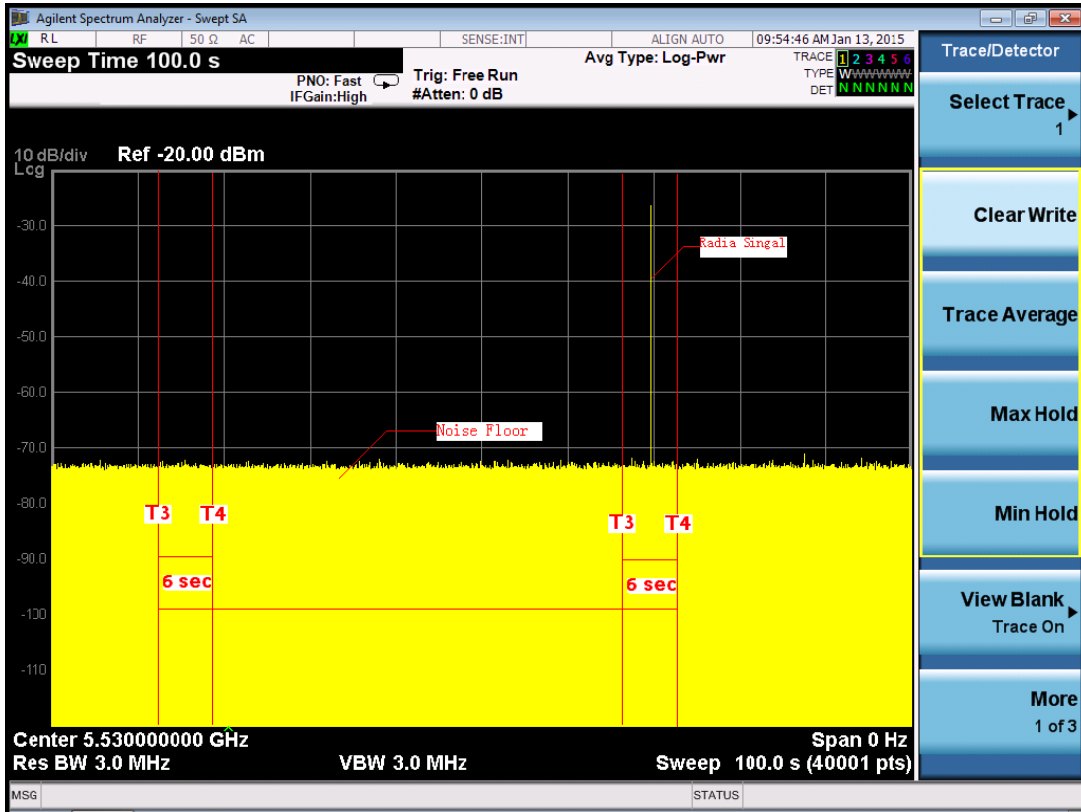 Agilent Spectrum Analyzer - Swept SA
LXI RL RF 50 Ω AC SENSE:INT ALIGN AUTO 09:54:46 AM Jan 13, 2015
Sweep Time 100.0 s
PNO: Fast
IFGain:High
Trig: Free Run
#Atten: 0 dB
Avg Type: Log-Pwr
TRACE 1 2 3 4 5 6
TYPE WWWWWW
DET N N N N N N
10 dB/div Ref -20.00 dBm
Log
-30.0
-40.0
-50.0
-60.0
-70.0
-80.0
-90.0
-100
-110
Radia Singal
Noise Floor
T3 T4
T3 T4
6 sec
6 sec
Center 5.530000000 GHz Span 0 Hz
Res BW 3.0 MHz VBW 3.0 MHz Sweep 100.0 s (40001 pts)
MSG STATUS
Trace/Detector
Select Trace
1
Clear Write
Trace Average
Max Hold
Min Hold
View Blank
Trace On
More
1 of 3